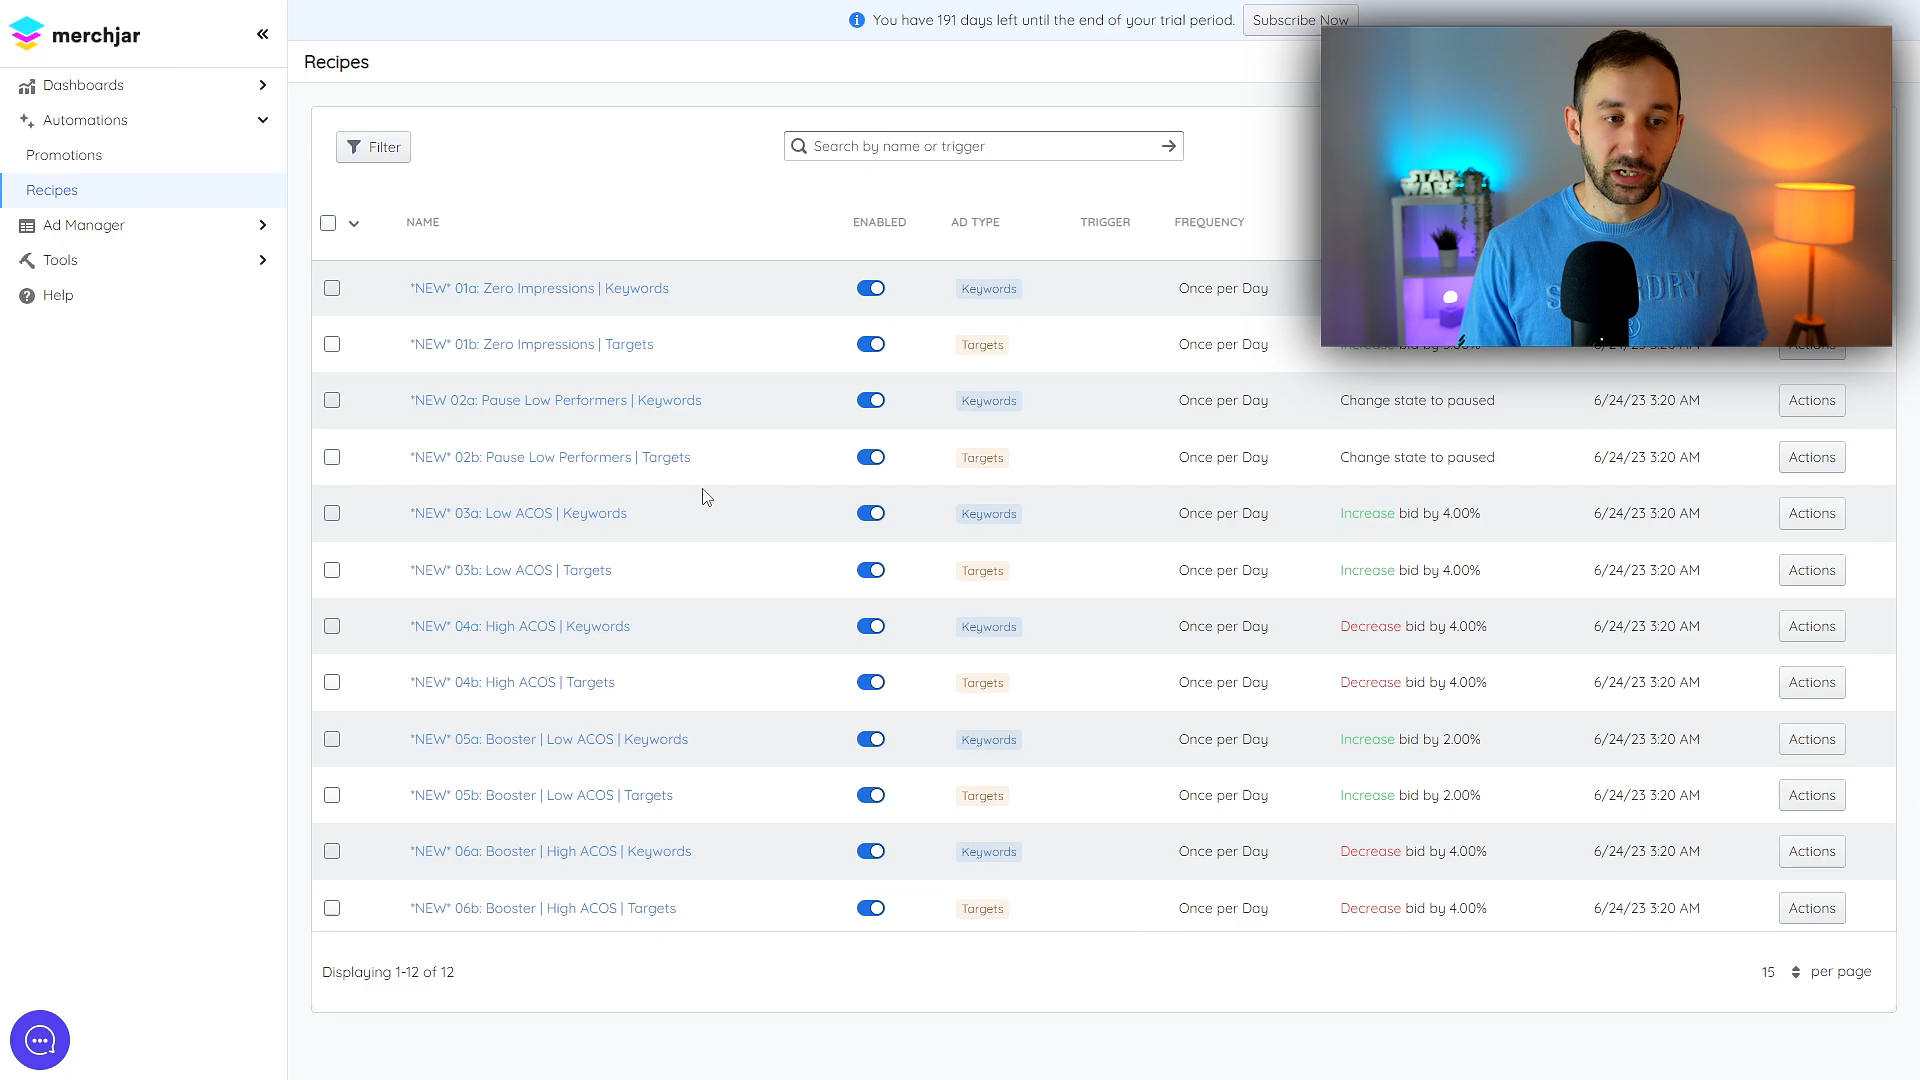 merchjar
You have 191 days left until the end of your trial period.
Subscribe Now
Dashboards
Automations
Promotions
Recipes
Ad Manager
Tools
Help
Recipes
Filter
Search by name or trigger
NAME
ENABLED
AD TYPE
TRIGGER
FREQUENCY
*NEW* 01a: Zero Impressions | Keywords
Keywords
Once per Day
*NEW* 01b: Zero Impressions | Targets
Targets
Once per Day
*NEW 02a: Pause Low Performers | Keywords
Keywords
Once per Day
Change state to paused
6/24/23 3:20 AM
Actions
*NEW* 02b: Pause Low Performers | Targets
Targets
Once per Day
Change state to paused
6/24/23 3:20 AM
Actions
*NEW* 03a: Low ACOS | Keywords
Keywords
Once per Day
Increase bid by 4.00%
6/24/23 3:20 AM
Actions
*NEW* 03b: Low ACOS | Targets
Targets
Once per Day
Increase bid by 4.00%
6/24/23 3:20 AM
Actions
*NEW* 04a: High ACOS | Keywords
Keywords
Once per Day
Decrease bid by 4.00%
6/24/23 3:20 AM
Actions
*NEW* 04b: High ACOS | Targets
Targets
Once per Day
Decrease bid by 4.00%
6/24/23 3:20 AM
Actions
*NEW* 05a: Booster | Low ACOS | Keywords
Keywords
Once per Day
Increase bid by 2.00%
6/24/23 3:20 AM
Actions
*NEW* 05b: Booster | Low ACOS | Targets
Targets
Once per Day
Increase bid by 2.00%
6/24/23 3:20 AM
Actions
*NEW* 06a: Booster | High ACOS | Keywords
Keywords
Once per Day
Decrease bid by 4.00%
6/24/23 3:20 AM
Actions
*NEW* 06b: Booster | High ACOS | Targets
Targets
Once per Day
Decrease bid by 4.00%
6/24/23 3:20 AM
Actions
Displaying 1-12 of 12
15 per page
STAR
WARS